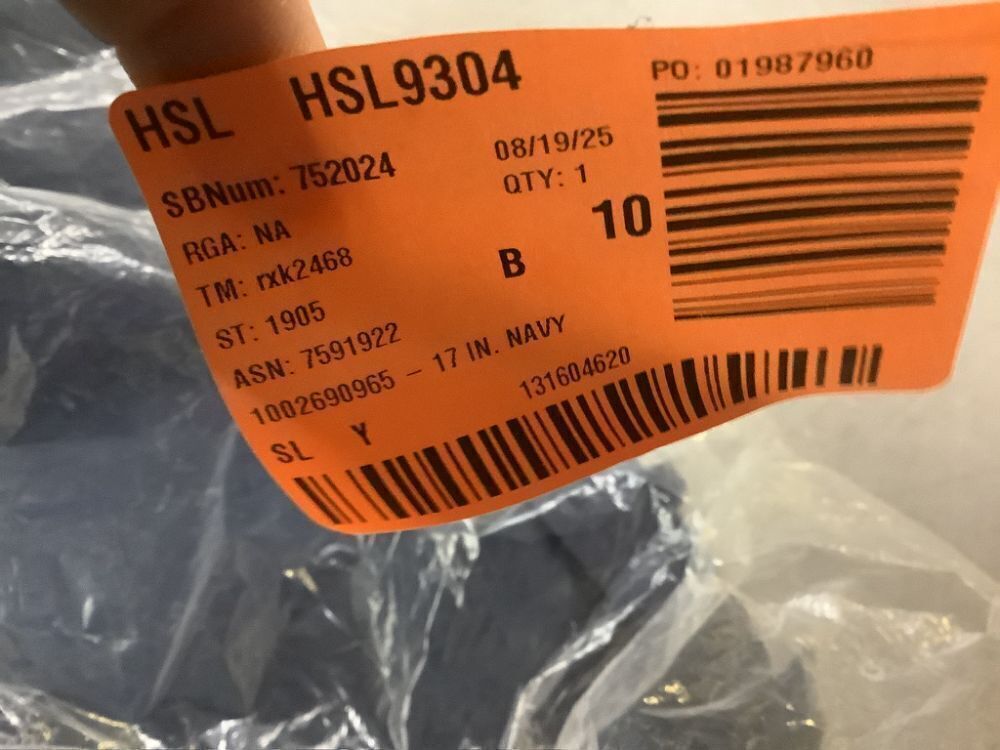 HSL HSL9304 PO: 01987960
SBNum: 752024 08/19/25
RGA: NA QTY: 1
TM: rxk2468 B 10
ST: 1905
ASN: 7591922
1002690965 – 17 IN. NAVY
SL Y 131604620